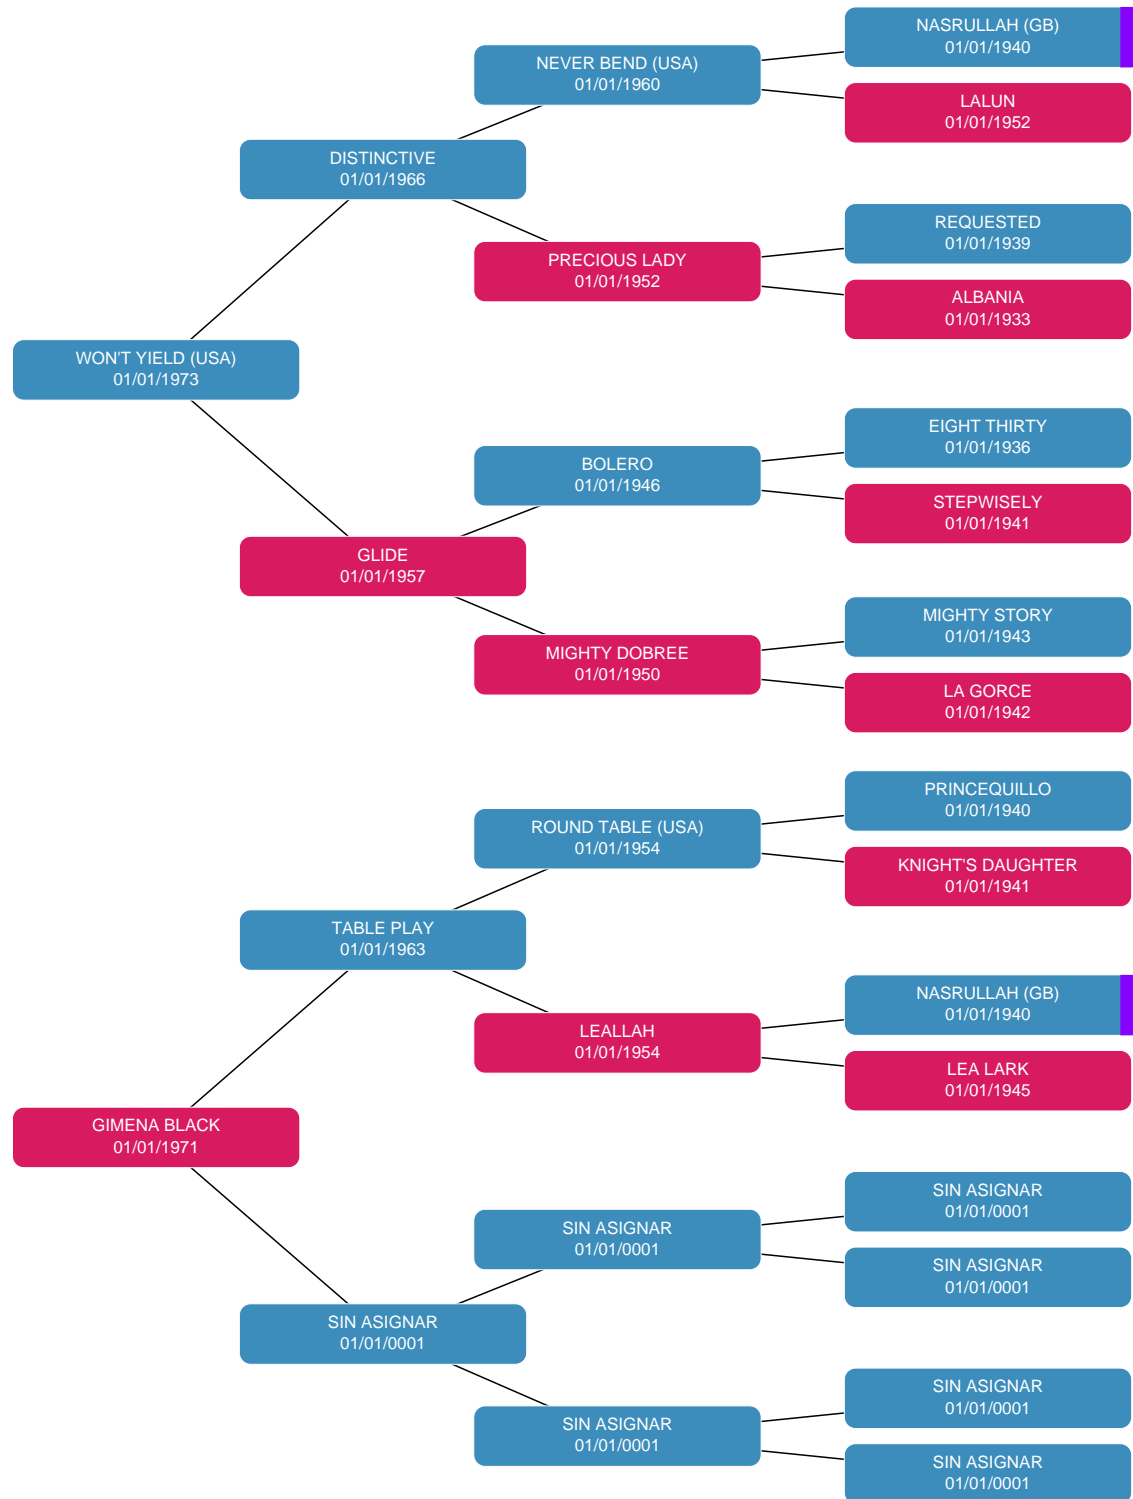 NASRULLAH (GB)
01/01/1940
NEVER BEND (USA)
01/01/1960
LALUN
01/01/1952
DISTINCTIVE
01/01/1966
REQUESTED
01/01/1939
PRECIOUS LADY
01/01/1952
ALBANIA
01/01/1933
WON'T YIELD (USA)
01/01/1973
EIGHT THIRTY
01/01/1936
BOLERO
01/01/1946
STEPWISELY
01/01/1941
GLIDE
01/01/1957
MIGHTY STORY
01/01/1943
MIGHTY DOBREE
01/01/1950
LA GORCE
01/01/1942
PRINCEQUILLO
01/01/1940
ROUND TABLE (USA)
01/01/1954
KNIGHT'S DAUGHTER
01/01/1941
TABLE PLAY
01/01/1963
NASRULLAH (GB)
01/01/1940
LEALLAH
01/01/1954
LEA LARK
01/01/1945
GIMENA BLACK
01/01/1971
SIN ASIGNAR
01/01/0001
SIN ASIGNAR
01/01/0001
SIN ASIGNAR
01/01/0001
SIN ASIGNAR
01/01/0001
SIN ASIGNAR
01/01/0001
SIN ASIGNAR
01/01/0001
SIN ASIGNAR
01/01/0001